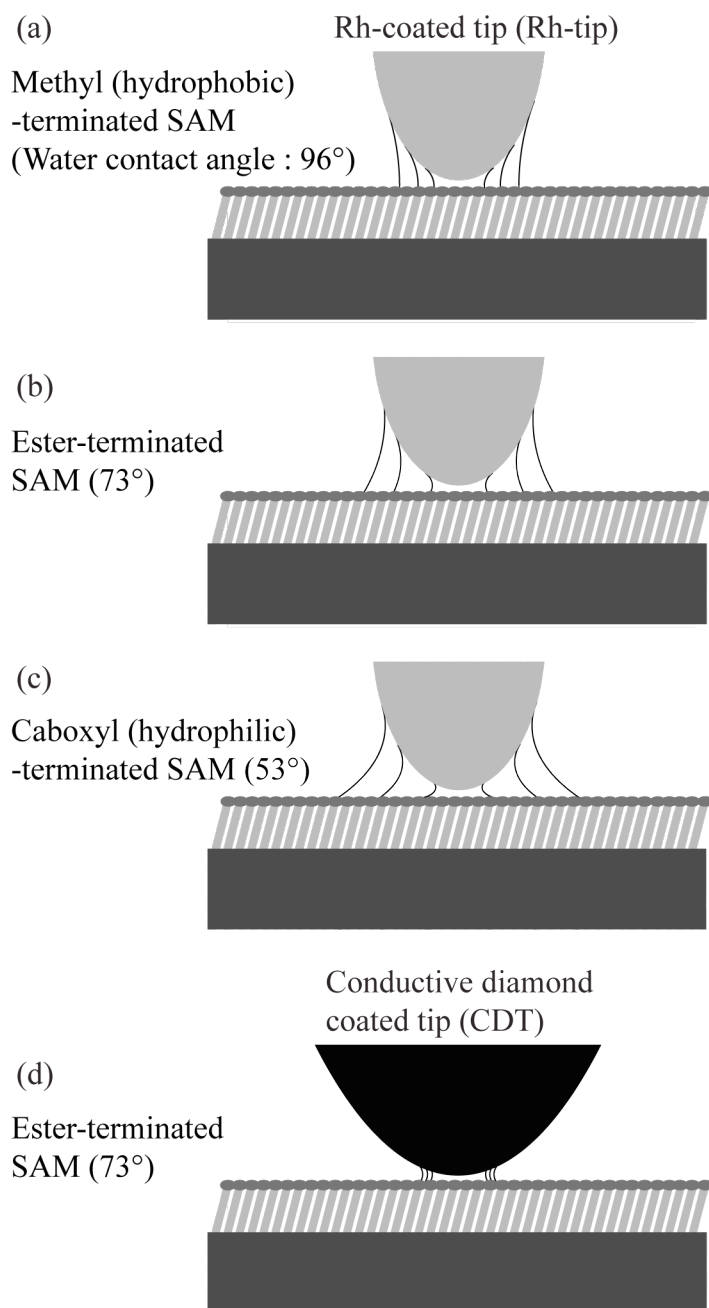 (a)
Rh-coated tip (Rh-tip)
Methyl (hydrophobic)
-terminated SAM
(Water contact angle : 96°)
(b)
Ester-terminated
SAM (73°)
(c)
Caboxyl (hydrophilic)
-terminated SAM (53°)
Conductive diamond
coated tip (CDT)
(d)
Ester-terminated
SAM (73°)